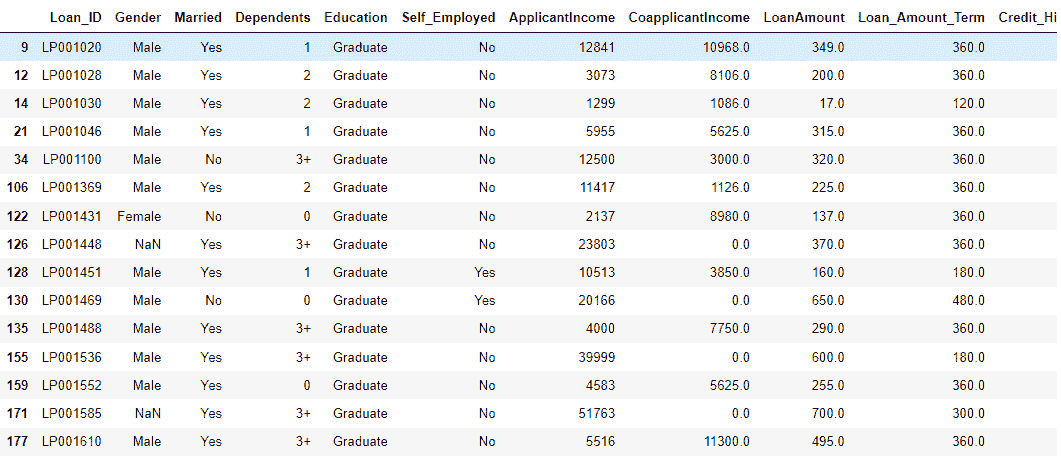 Loan_ID Gender Married Dependents Education Self_Employed ApplicantIncome CoapplicantIncome LoanAmount Loan_Amount_Term Credit_Hi
9 LP001020 Male Yes 1 Graduate No 12841 10968.0 349.0 360.0
12 LP001028 Male Yes 2 Graduate No 3073 8106.0 200.0 360.0
14 LP001030 Male Yes 2 Graduate No 1299 1086.0 17.0 120.0
21 LP001046 Male Yes 1 Graduate No 5955 5625.0 315.0 360.0
34 LP001100 Male No 3+ Graduate No 12500 3000.0 320.0 360.0
106 LP001369 Male Yes 2 Graduate No 11417 1126.0 225.0 360.0
122 LP001431 Female No 0 Graduate No 2137 8980.0 137.0 360.0
126 LP001448 NaN Yes 3+ Graduate No 23803 0.0 370.0 360.0
128 LP001451 Male Yes 1 Graduate Yes 10513 3850.0 160.0 180.0
130 LP001469 Male No 0 Graduate Yes 20166 0.0 650.0 480.0
135 LP001488 Male Yes 3+ Graduate No 4000 7750.0 290.0 360.0
155 LP001536 Male Yes 3+ Graduate No 39999 0.0 600.0 180.0
159 LP001552 Male Yes 0 Graduate No 4583 5625.0 255.0 360.0
171 LP001585 NaN Yes 3+ Graduate No 51763 0.0 700.0 300.0
177 LP001610 Male Yes 3+ Graduate No 5516 11300.0 495.0 360.0